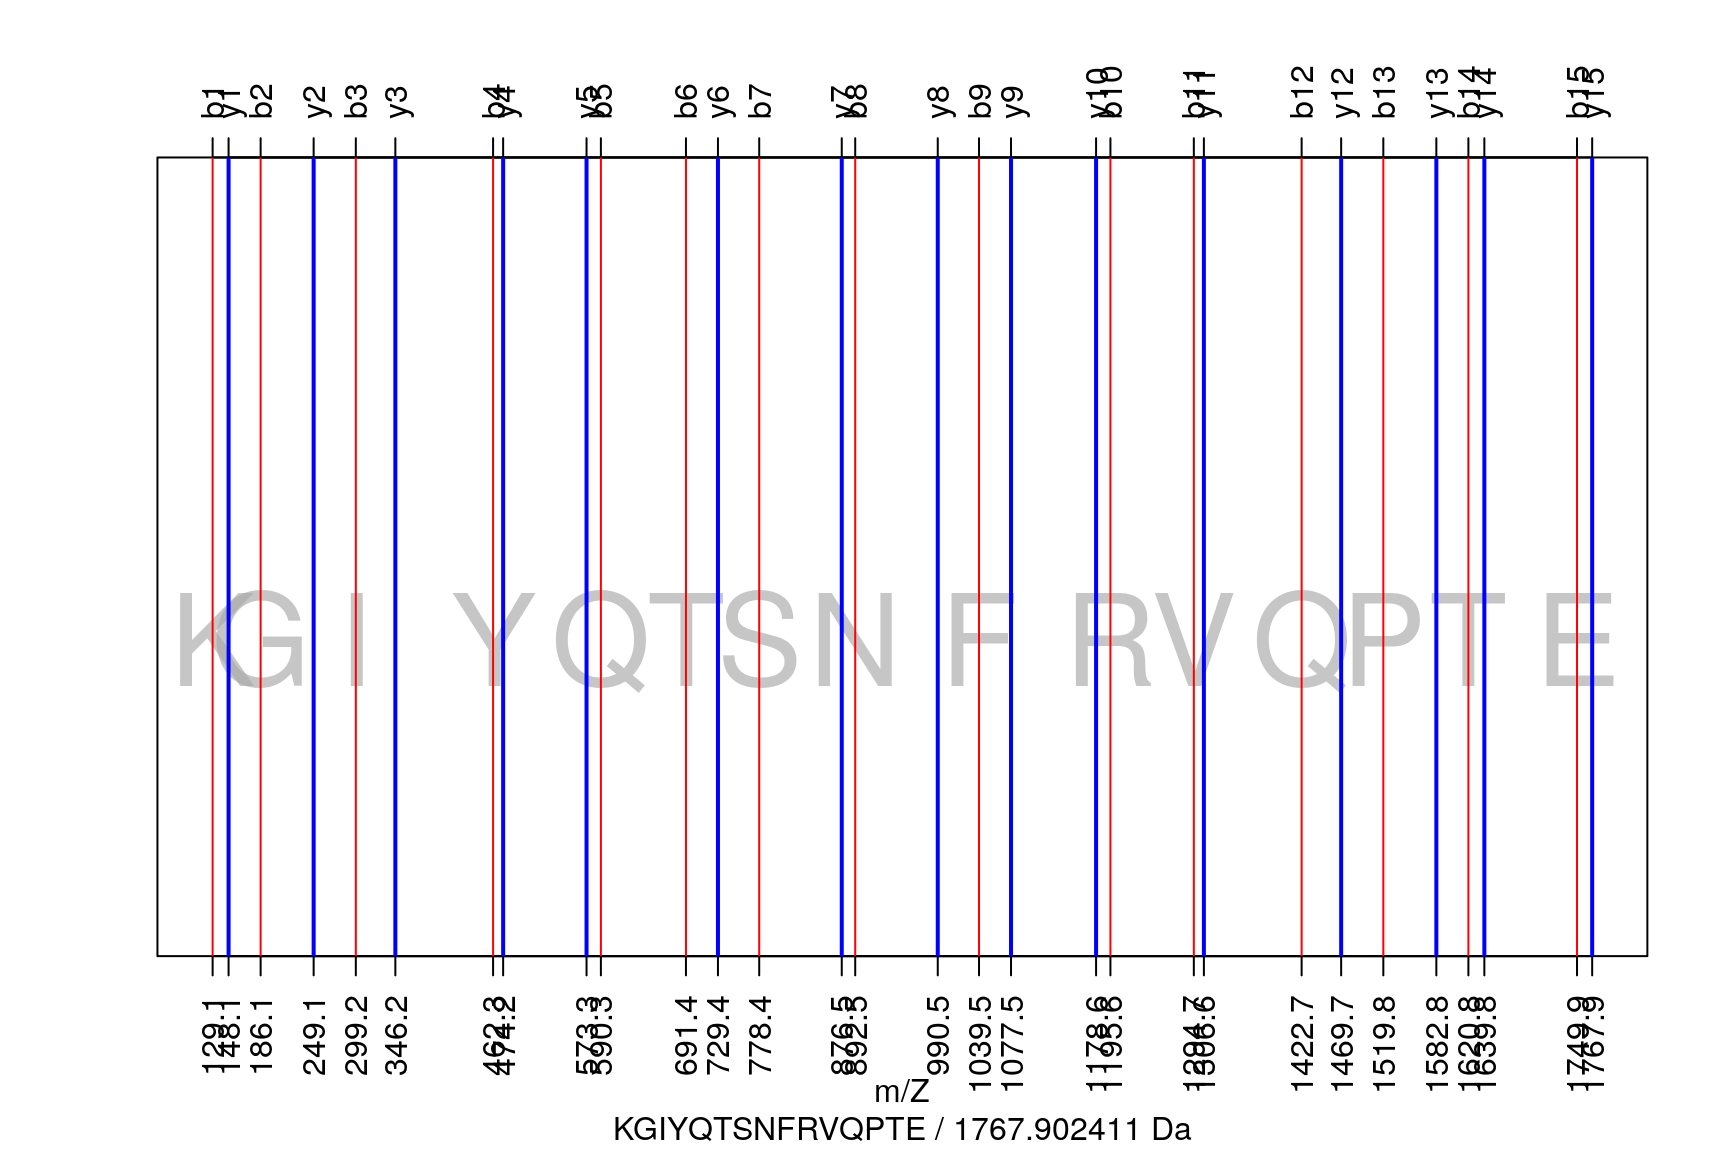 b1 y1 b2 y2 b3 y3 b4 y4 y5 b5 b6 y6 b7 y7 b8 y8 b9 y9 y10 b10 b11 y11 b12 y12 b13 y13 b14 y14 b15 y15
K G I Y Q T S N F R V Q P T E
129.1 148.1 186.1 249.1 299.2 346.2 462.3 474.2 573.3 590.3 691.4 729.4 778.4 876.5 892.5 990.5 1039.5 1077.5 1178.6 1195.6 1294.7 1306.6 1422.7 1469.7 1519.8 1582.8 1620.8 1639.8 1749.9 1767.9
m/Z
KGIYQTSNFRVQPTE / 1767.902411 Da